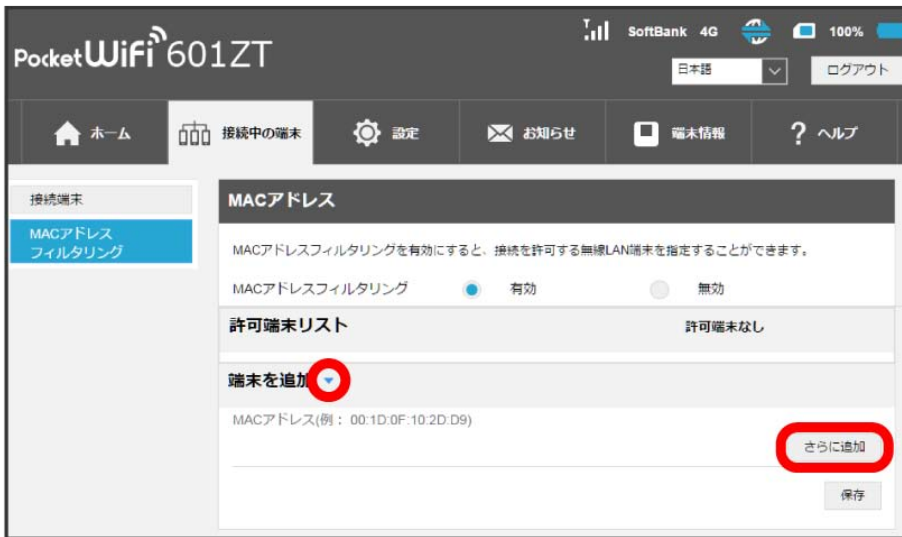 SoftBank 4G 100%
PocketWiFi 601ZT
日本語 ログアウト
ホーム 接続中の端末 設定 お知らせ 端末情報 ? ヘルプ
接続端末
MACアドレス
フィルタリング
MACアドレス
MACアドレスフィルタリングを有効にすると、接続を許可する無線LAN端末を指定することができます。
MACアドレスフィルタリング 有効 無効
許可端末リスト 許可端末なし
端末を追加
MACアドレス(例： 00:1D:0F:10:2D:D9)
さらに追加
保存